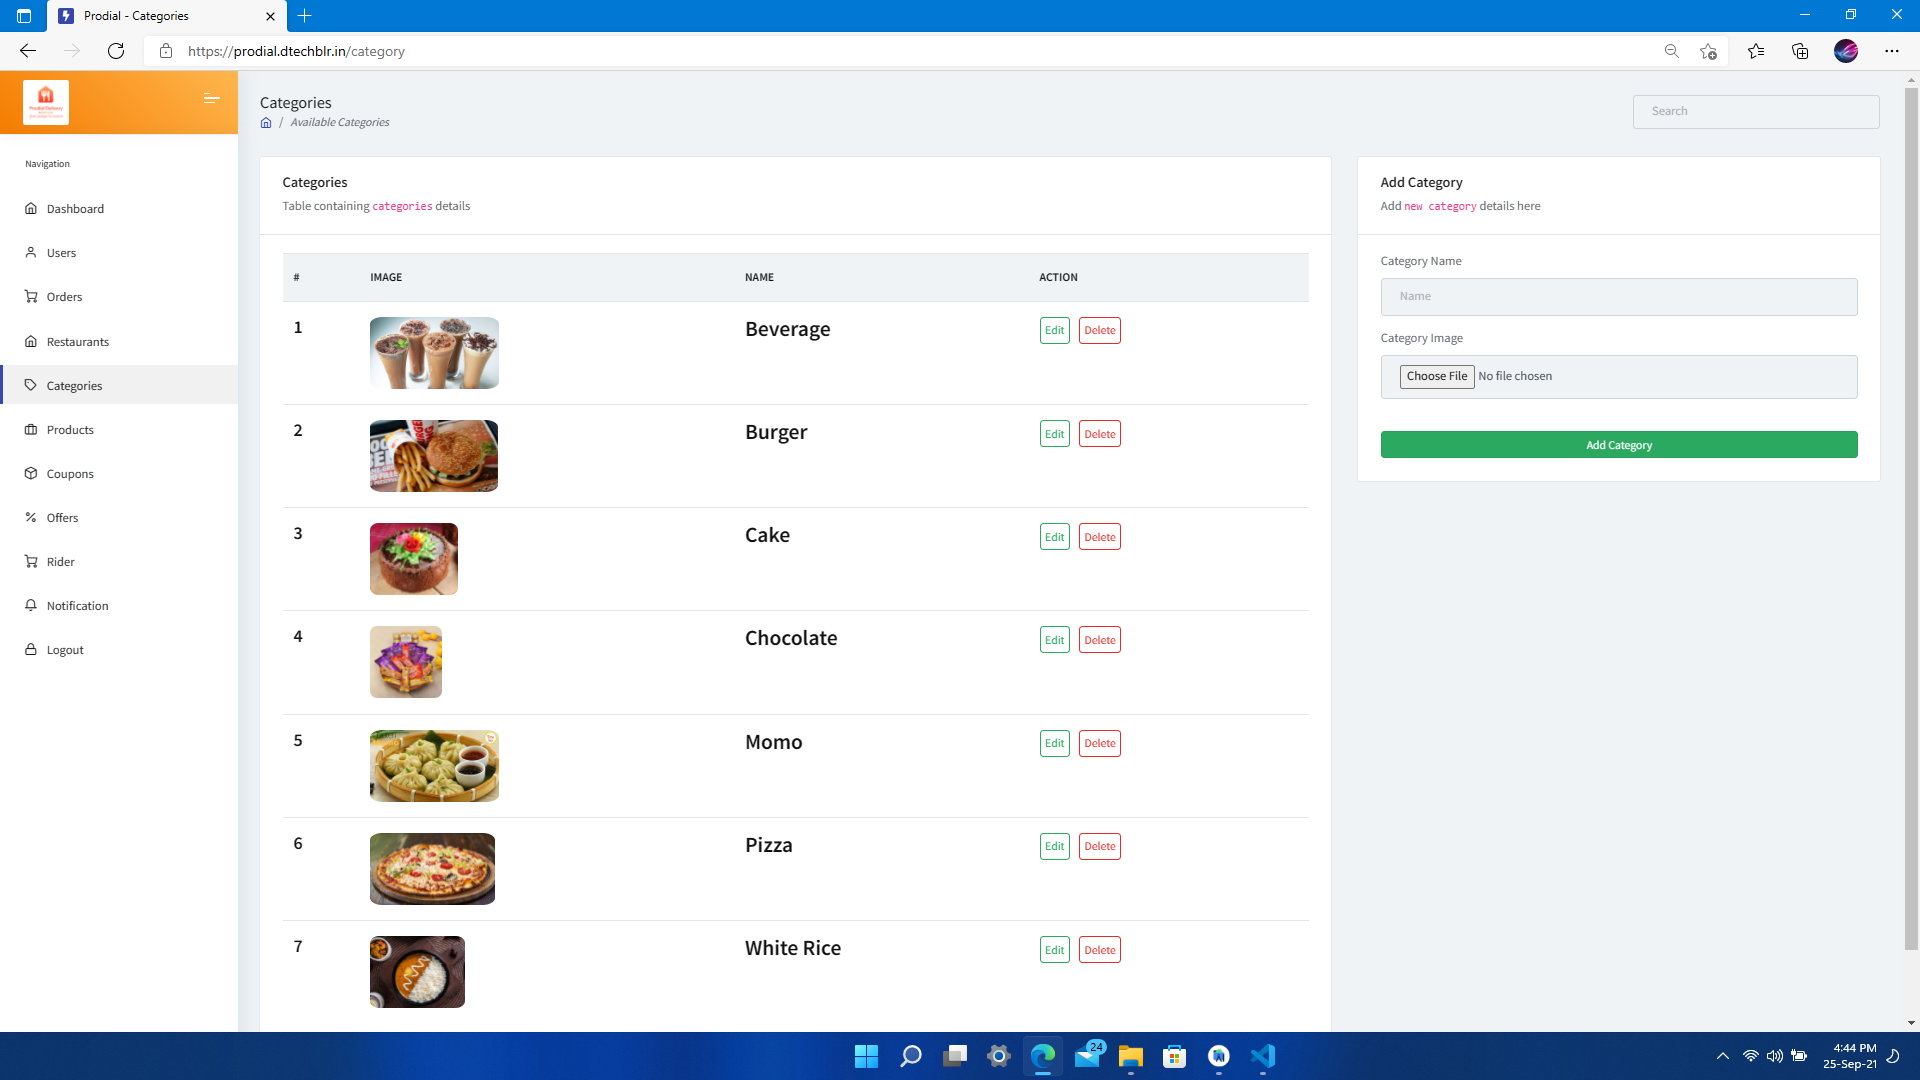 Prodial - Categories
https://prodial.dtechblr.in/category
Categories
/ Available Categories
Search
Navigation
Dashboard
Users
Orders
Restaurants
Categories
Products
Coupons
Offers
Rider
Notification
Logout
Categories
Table containing categories details
# IMAGE NAME ACTION
1 Beverage Edit Delete
2 Burger Edit Delete
3 Cake Edit Delete
4 Chocolate Edit Delete
5 Momo Edit Delete
6 Pizza Edit Delete
7 White Rice Edit Delete
Add Category
Add new category details here
Category Name
Name
Category Image
Choose File No file chosen
Add Category
24
4:44 PM
25-Sep-21